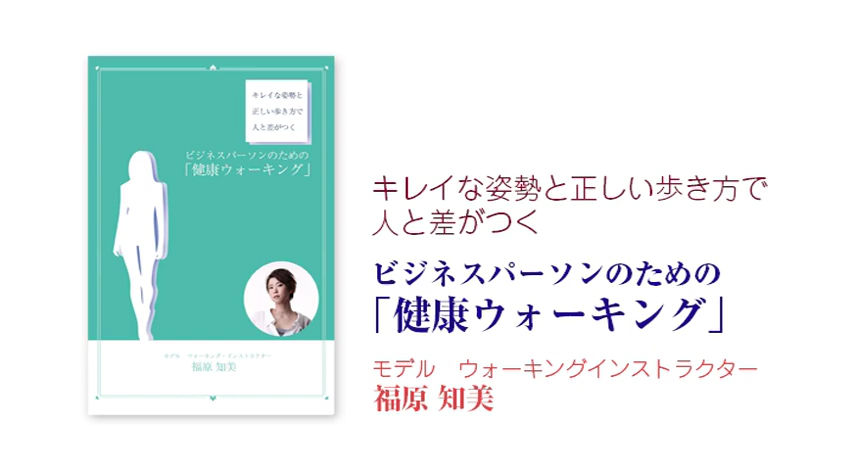 キレイな姿勢と
正しい歩き方で
人と差がつく
ビジネスパーソンのための
「健康ウォーキング」
モデル　ウォーキング・インストラクター
福原 知美
キレイな姿勢と正しい歩き方で
人と差がつく
ビジネスパーソンのための
「健康ウォーキング」
モデル　ウォーキングインストラクター
福原 知美